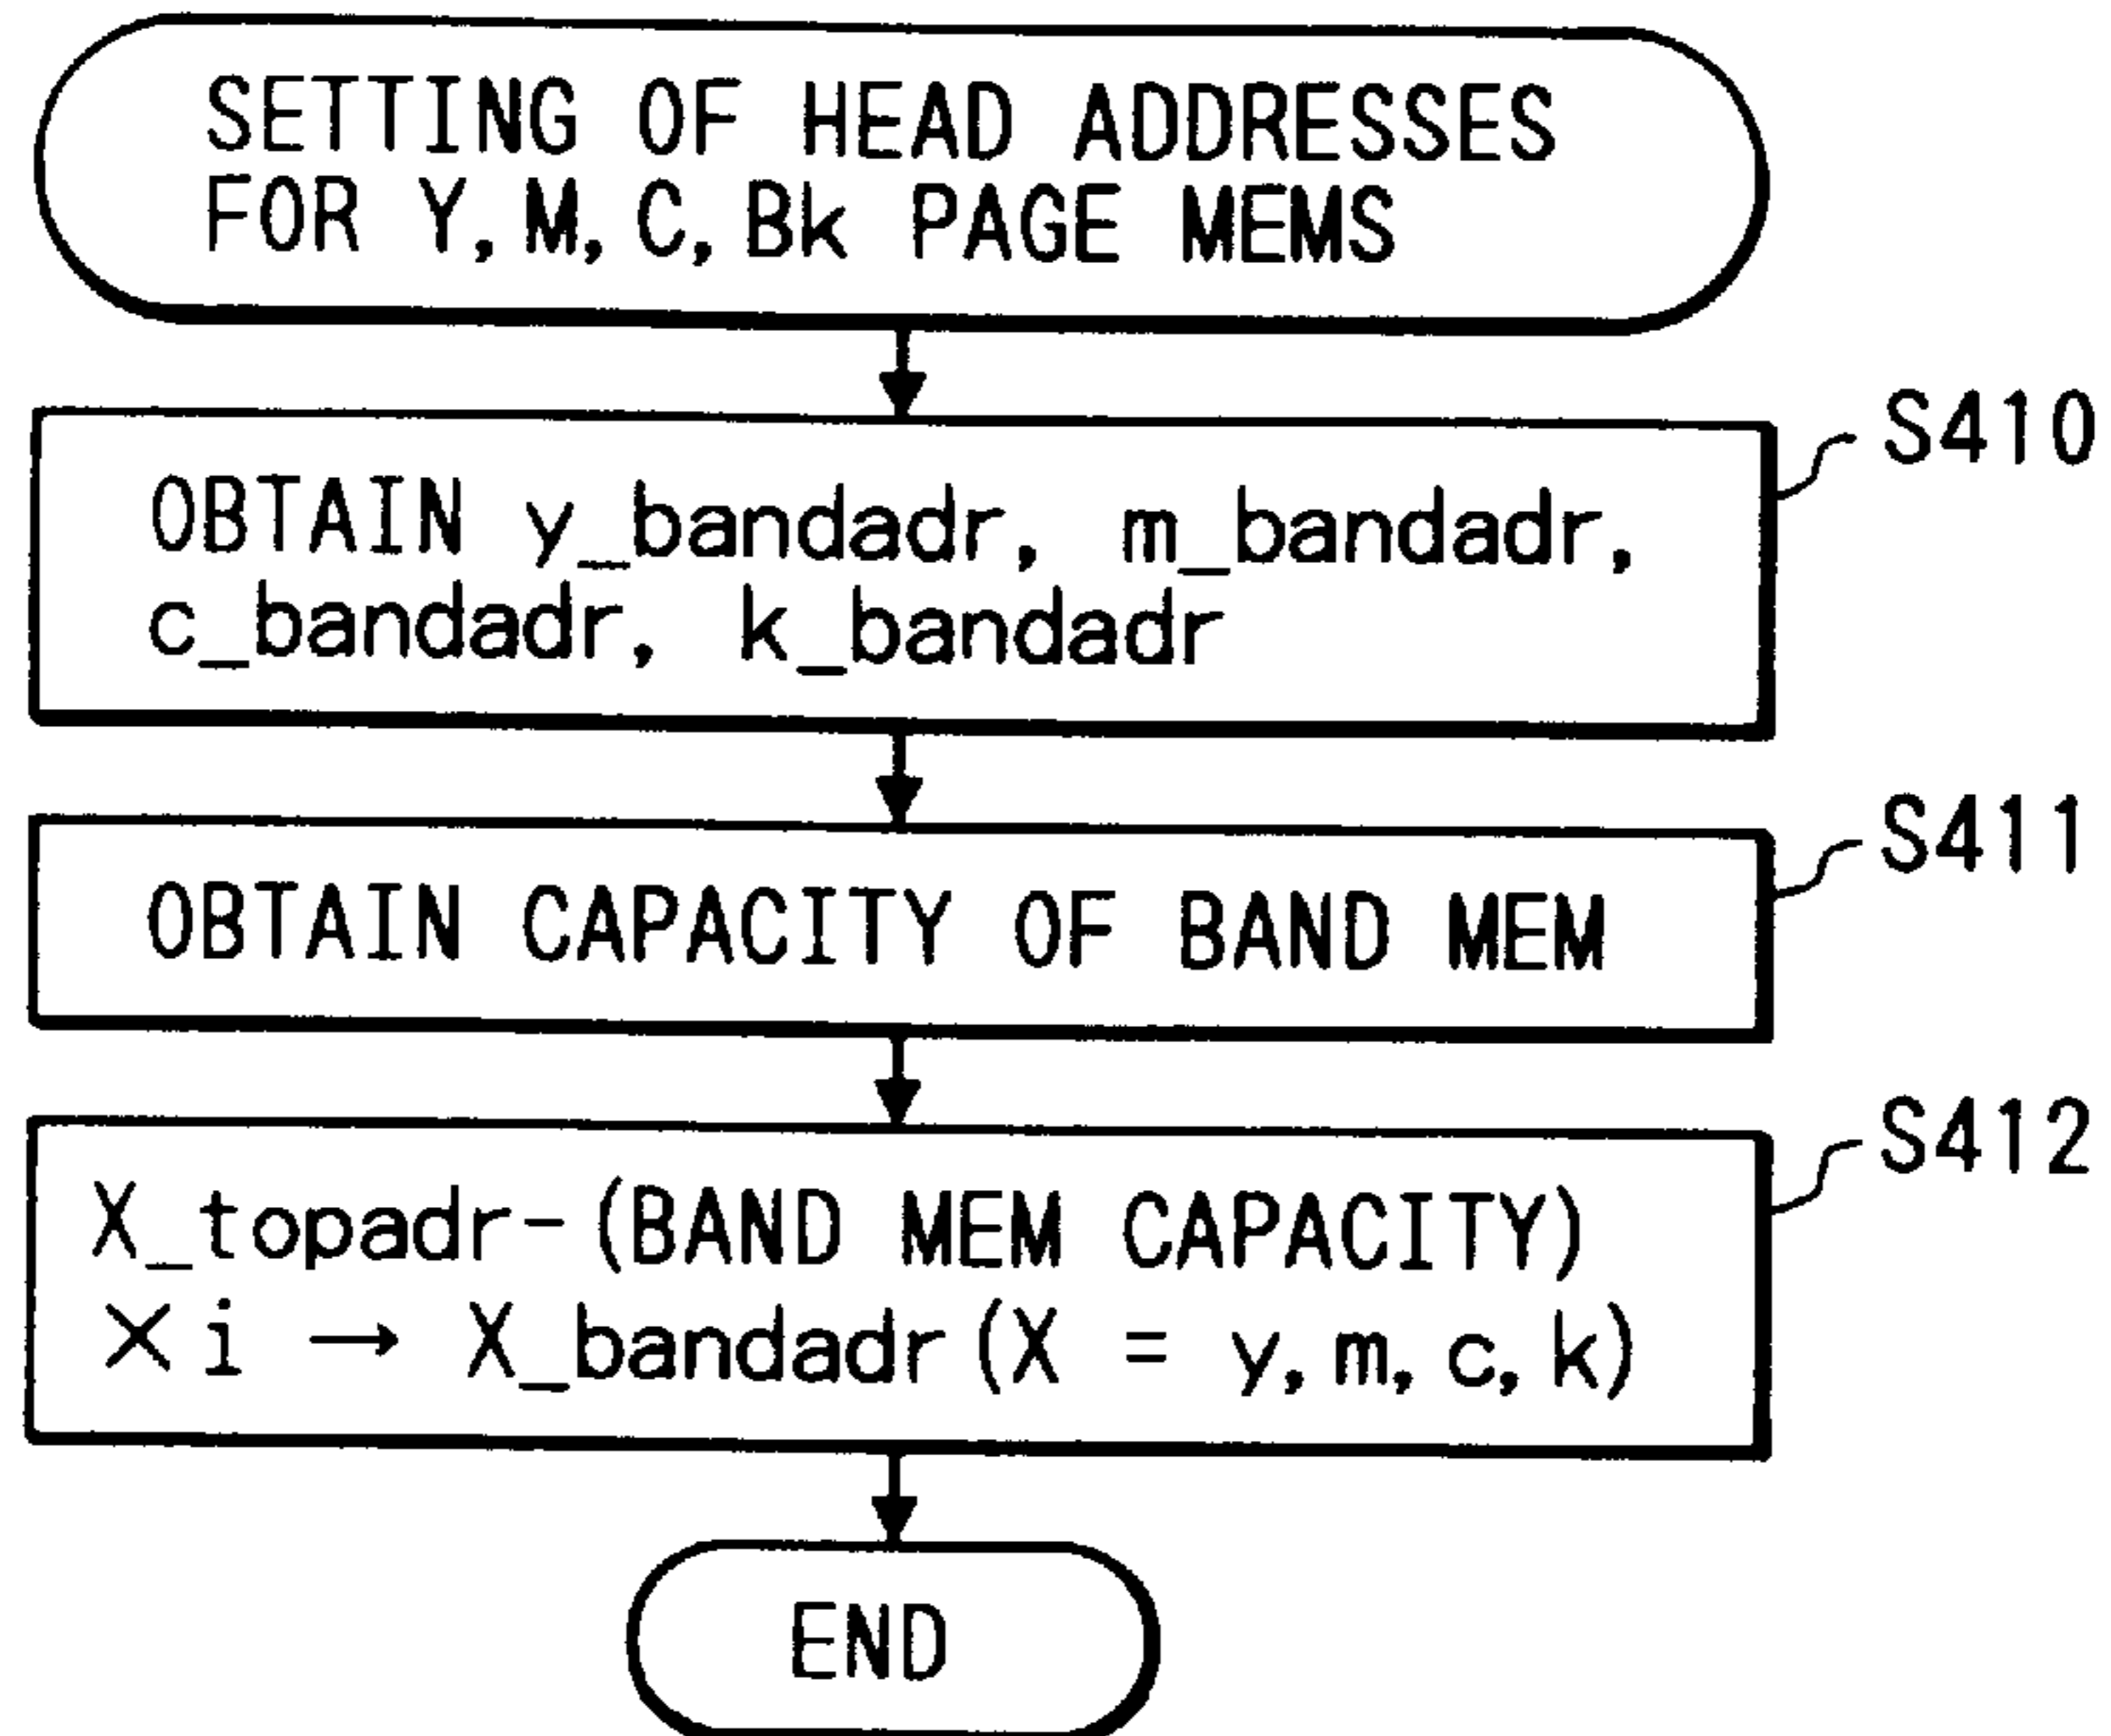 SETTING OF HEAD ADDRESSES
FOR Y, M, C, Bk PAGE MEMS
S410
OBTAIN y_bandadr, m_bandadr,
c_bandadr, k_bandadr
S411
OBTAIN CAPACITY OF BAND MEM
S412
X_topadr-(BAND MEM CAPACITY)
×i → X_bandadr(X = y, m, c, k)
END